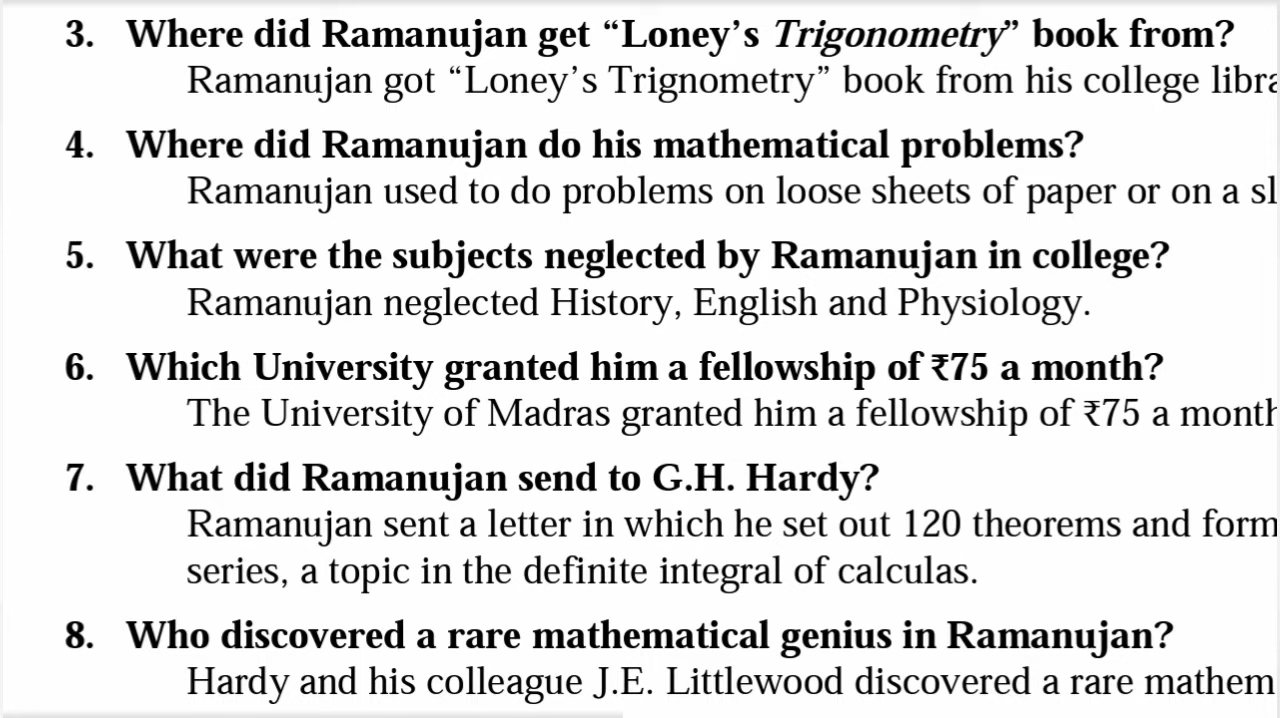 3. Where did Ramanujan get “Loney’s Trigonometry” book from?
Ramanujan got “Loney’s Trignometry” book from his college
4. Where did Ramanujan do his mathematical problems?
Ramanujan used to do problems on loose sheets of paper or on a
5. What were the subjects neglected by Ramanujan in college?
Ramanujan neglected History, English and Physiology.
6. Which University granted him a fellowship of ₹75 a month?
The University of Madras granted him a fellowship of ₹75 a month
7. What did Ramanujan send to G.H. Hardy?
Ramanujan sent a letter in which he set out 120 theorems and form
series, a topic in the definite integral of calculas.
8. Who discovered a rare mathematical genius in Ramanujan?
Hardy and his colleague J.E. Littlewood discovered a rare mathem